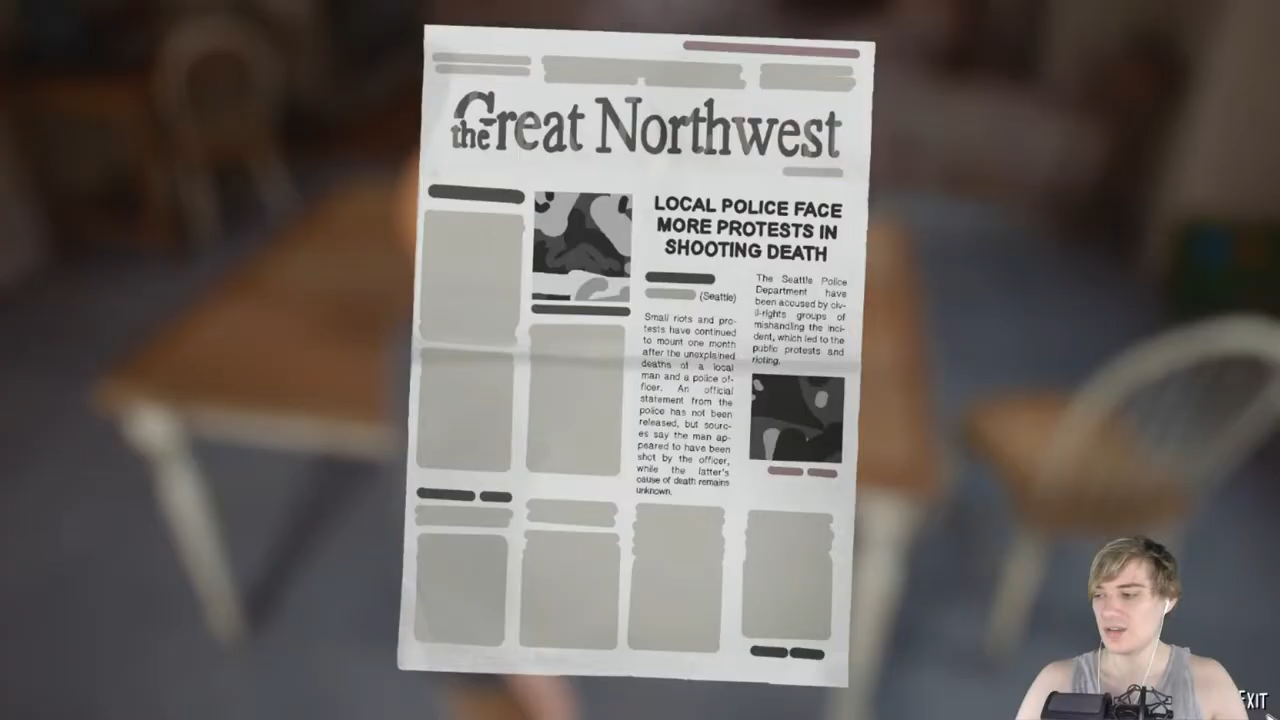 the Great Northwest
LOCAL POLICE FACE
MORE PROTESTS IN
SHOOTING DEATH
(Seattle)
Small riots and pro-
tests have continued
to mount one month
after the unexplained
deaths of a local
man and a police of-
ficer. An official
statement from the
police has not been
released, but sourc-
es say the man ap-
peared to have been
shot by the officer,
while the latter's
cause of death remains
unknown.
The Seattle Police
Department have
been accused by civ-
il-rights groups of
mishandling the inci-
dent, which led to the
public protests and
rioting.
EXIT